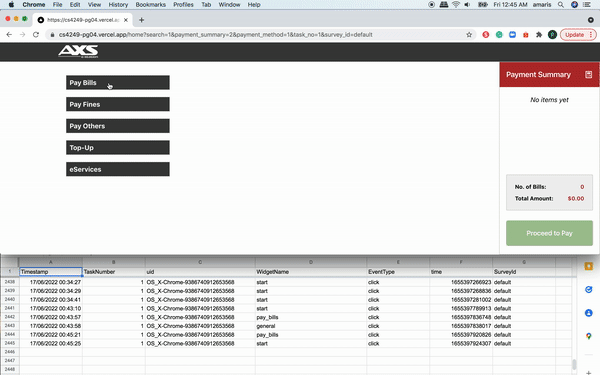 Chrome File Edit View History Bookmarks Profiles Tab Window Help Fri 12:45 AM amaris
https://cs4249-pg04.vercel.app/
cs4249-pg04.vercel.app/home?search=1&payment_summary=2&payment_method=1&task_no=1&survey_id=default Update
AXS
Pay Bills
Pay Fines
Pay Others
Top-Up
eServices
Payment Summary
No items yet
No. of Bills: 0
Total Amount: $0.00
Proceed to Pay
A B C D E F G
1 Timestamp TaskNumber uid WidgetName EventType time SurveyId
2438 17/06/2022 00:34:27 1 OS_X-Chrome-9386740912653568 start click 1655397266923 default
2439 17/06/2022 00:34:29 1 OS_X-Chrome-9386740912653568 start click 1655397268836 default
2440 17/06/2022 00:34:41 1 OS_X-Chrome-9386740912653568 start click 1655397281002 default
2441 17/06/2022 00:43:10 1 OS_X-Chrome-9386740912653568 start click 1655397789913 default
2442 17/06/2022 00:43:57 1 OS_X-Chrome-9386740912653568 pay_bills click 1655397836748 default
2443 17/06/2022 00:43:58 1 OS_X-Chrome-9386740912653568 general click 1655397838017 default
2444 17/06/2022 00:45:21 1 OS_X-Chrome-9386740912653568 pay_bills click 1655397920826 default
2445 17/06/2022 00:45:25 1 OS_X-Chrome-9386740912653568 start click 1655397924307 default
2446
2447
2448